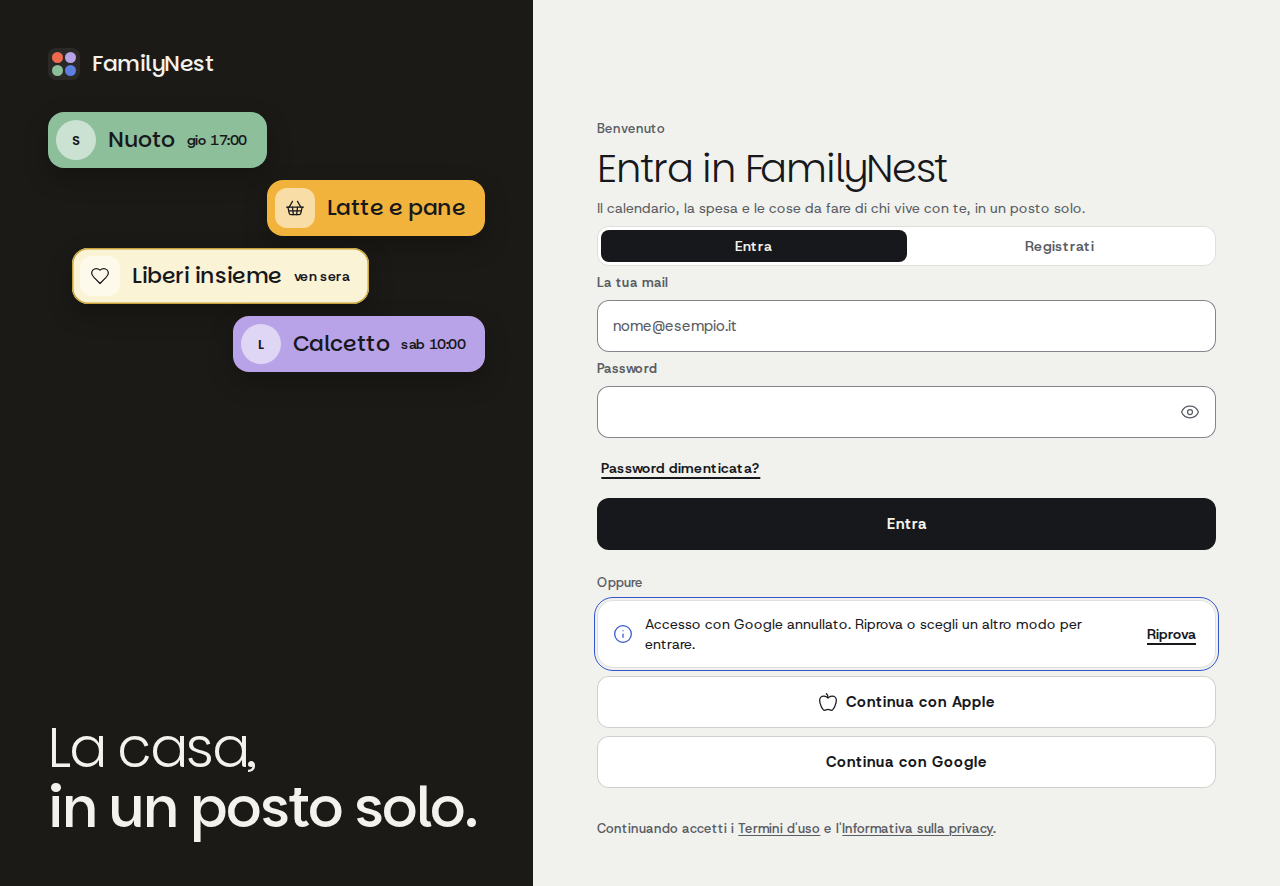 FamilyNest
S Nuoto gio 17:00
Latte e pane
Liberi insieme ven sera
L Calcetto sab 10:00
La casa,
in un posto solo.
Benvenuto
Entra in FamilyNest
Il calendario, la spesa e le cose da fare di chi vive con te, in un posto solo.
Entra Registrati
La tua mail
nome@esempio.it
Password
Password dimenticata?
Entra
Oppure
Accesso con Google annullato. Riprova o scegli un altro modo per
entrare.
Riprova
Continua con Apple
Continua con Google
Continuando accetti i Termini d'uso e l'Informativa sulla privacy.